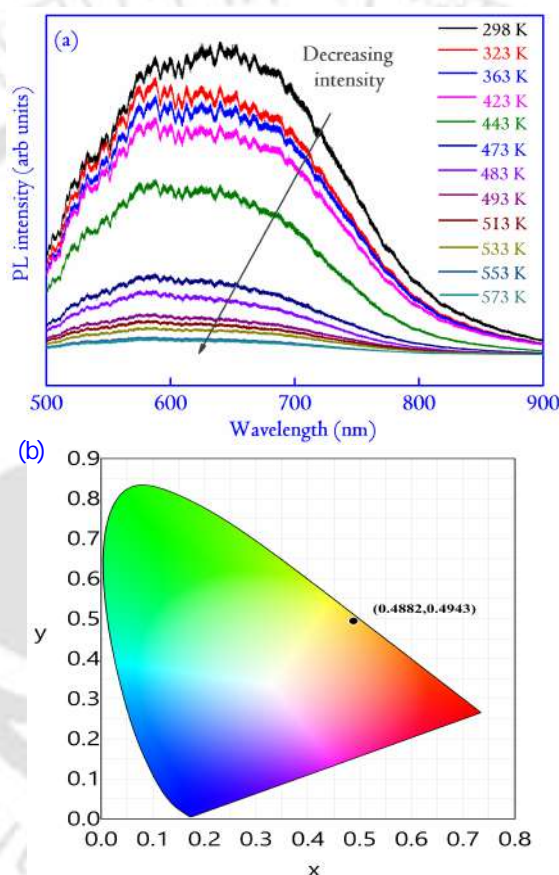 (a)
Decreasing
intensity
298 K
323 K
363 K
423 K
443 K
473 K
483 K
493 K
513 K
533 K
553 K
573 K
PL intensity (arb units)
500 600 700 800 900
Wavelength (nm)
(b)
0.9
0.8
0.7
0.6
0.5
0.4
0.3
0.2
0.1
0.0
y
(0.4882,0.4943)
0.0 0.1 0.2 0.3 0.4 0.5 0.6 0.7 0.8
x